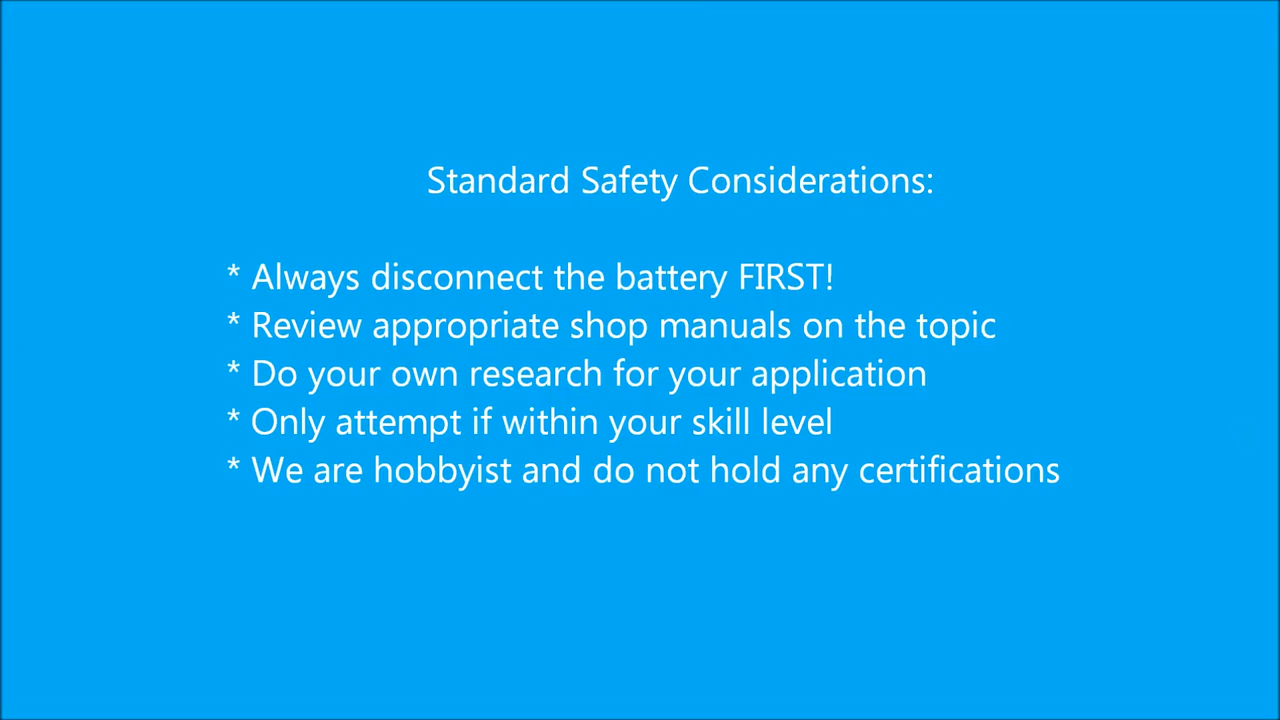 Standard Safety Considerations:
* Always disconnect the battery FIRST!
* Review appropriate shop manuals on the topic
* Do your own research for your application
* Only attempt if within your skill level
* We are hobbyist and do not hold any certifications